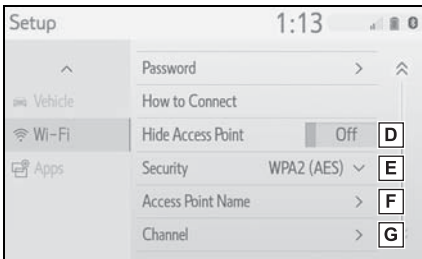 Setup 1:13
Password
Vehicle How to Connect
Wi-Fi Hide Access Point Off D
Apps Security WPA2 (AES) E
Access Point Name F
Channel G